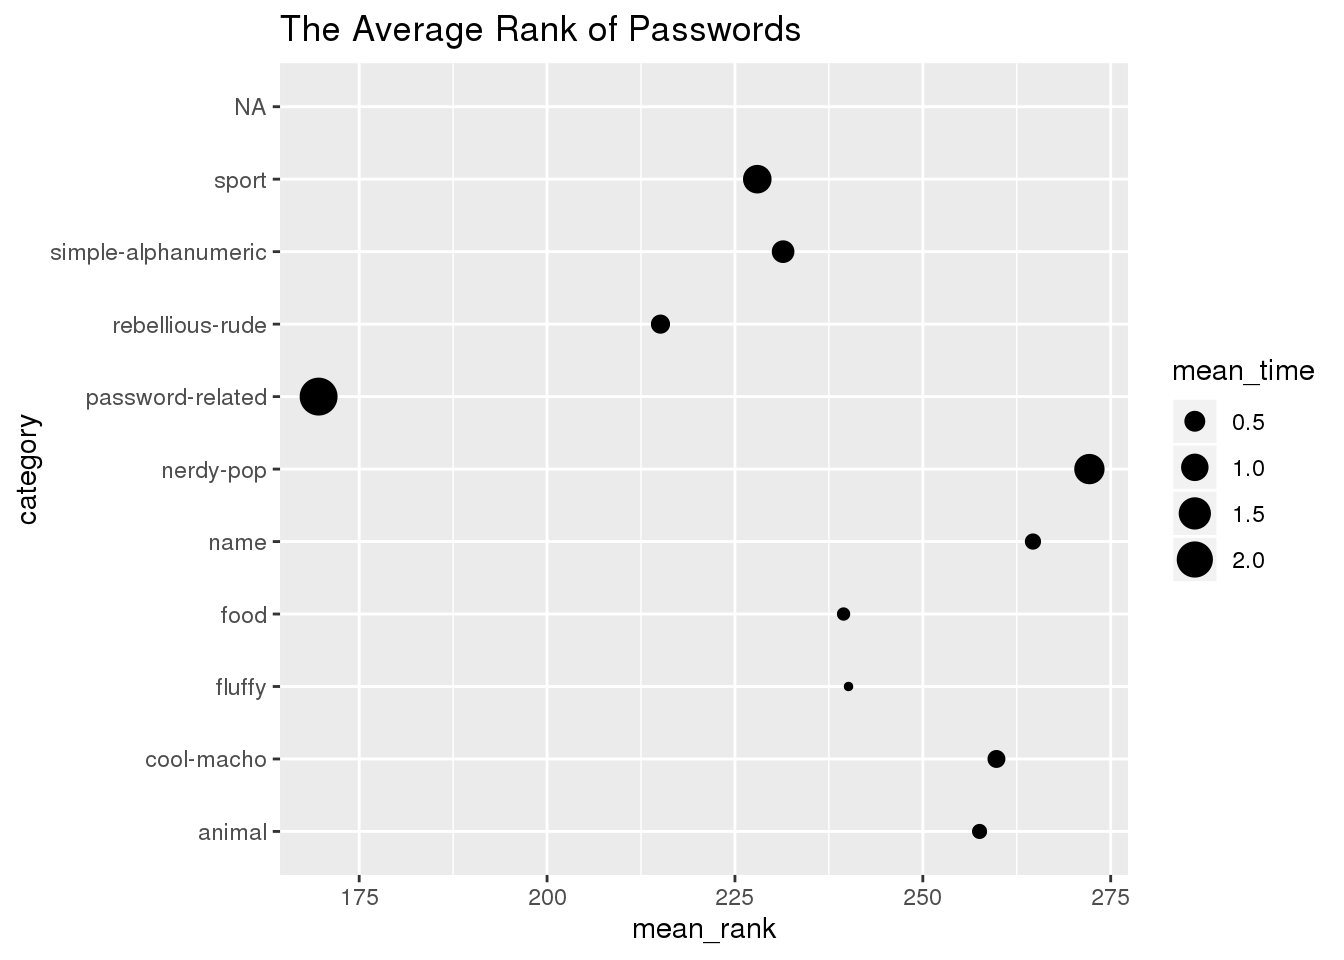 The Average Rank of Passwords
category
NA
sport
simple-alphanumeric
rebellious-rude
password-related
nerdy-pop
name
food
fluffy
cool-macho
animal
175 200 225 250 275
mean_rank
mean_time
0.5
1.0
1.5
2.0